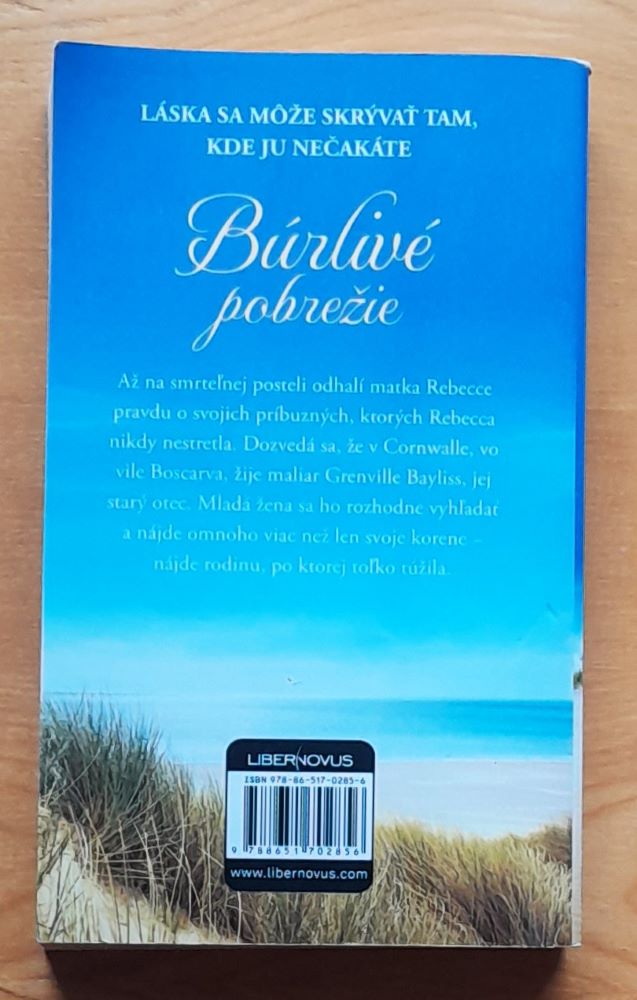 LÁSKA SA MÔŽE SKRÝVAŤ TAM,
KDE JU NEČAKÁTE
Búrlivé
pobrežie
Až na smrteľnej posteli odhalí matka Rebecce
pravdu o svojich príbuzných, ktorých Rebecca
nikdy nestretla. Dozvedá sa, že v Cornwalle, vo
vile Boscarva, žije maliar Grenville Bayliss, jej
starý otec. Mladá žena sa ho rozhodne vyhľadať
a nájde omnoho viac než len svoje korene –
nájde rodinu, po ktorej toľko túžila.
LIBERNOVUS
ISBN 978-86-517-0285-6
9 788651 702856
www.libernovus.com